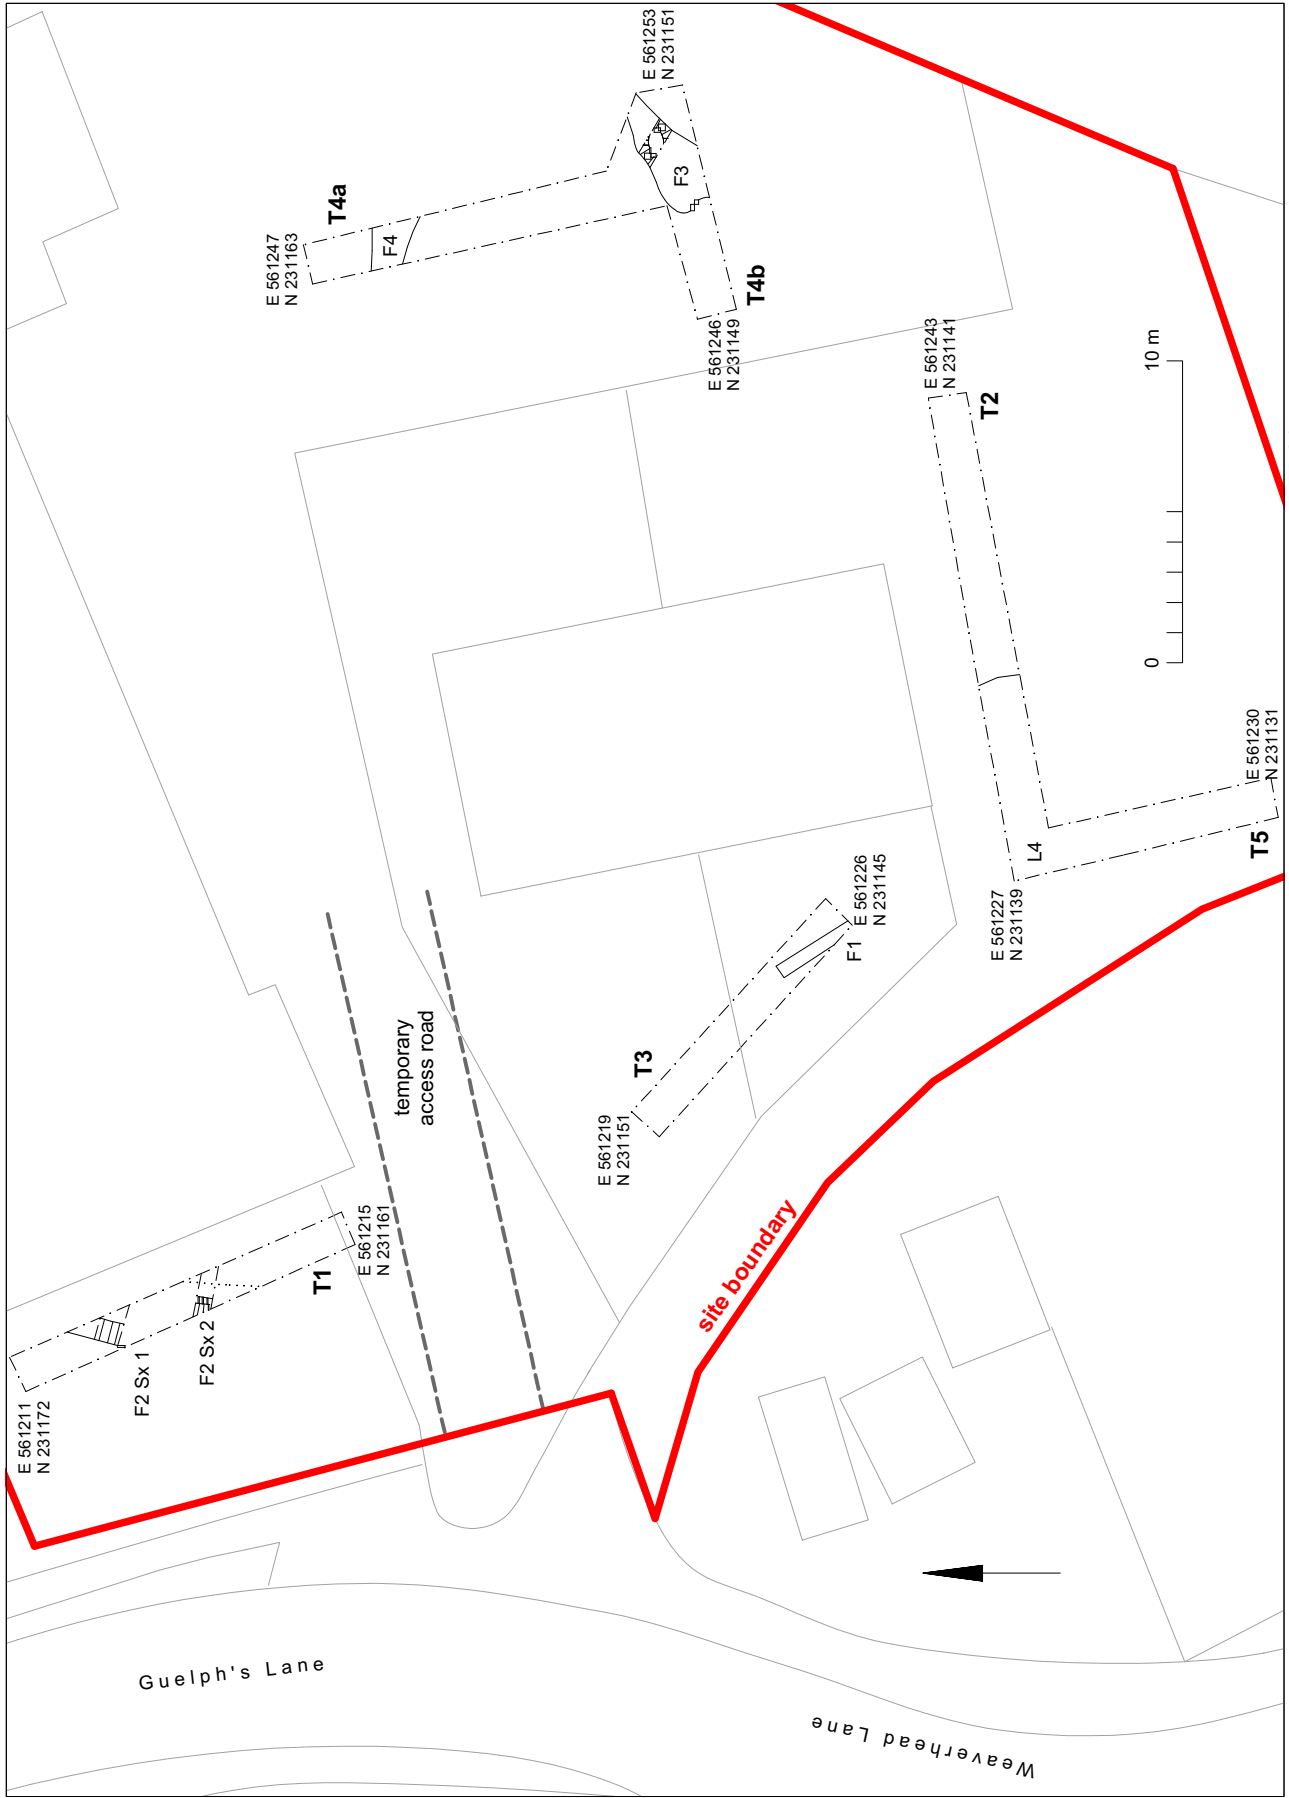 E 561211
N 231172
F2 Sx 1
F2 Sx 2
T1
E 561215
N 231161
Guelph's Lane
Weaverhead Lane
site boundary
temporary
access road
E 561219
N 231151
T3
F1
E 561226
N 231145
E 561247
N 231163
T4a
F4
E 561253
N 231151
F3
T4b
E 561246
N 231149
E 561243
N 231141
T2
E 561227
N 231139
L4
T5
E 561230
N 231131
0
10 m